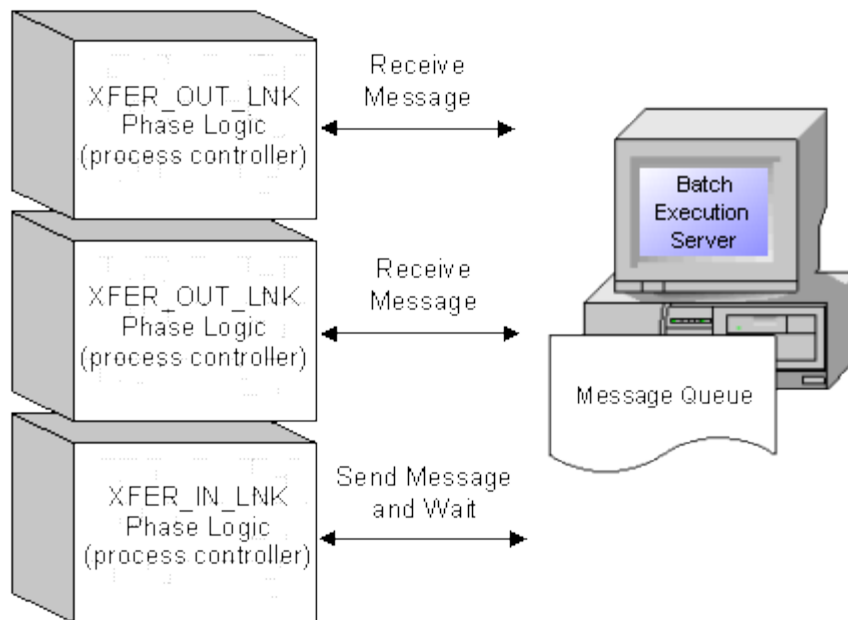 XFER_OUT_LNK
Phase Logic
(process controller)
Receive
Message
Batch
Execution
Server
XFER_OUT_LNK
Phase Logic
(process controller)
Receive
Message
Message Queue
XFER_IN_LNK
Phase Logic
(process controller)
Send Message
and Wait